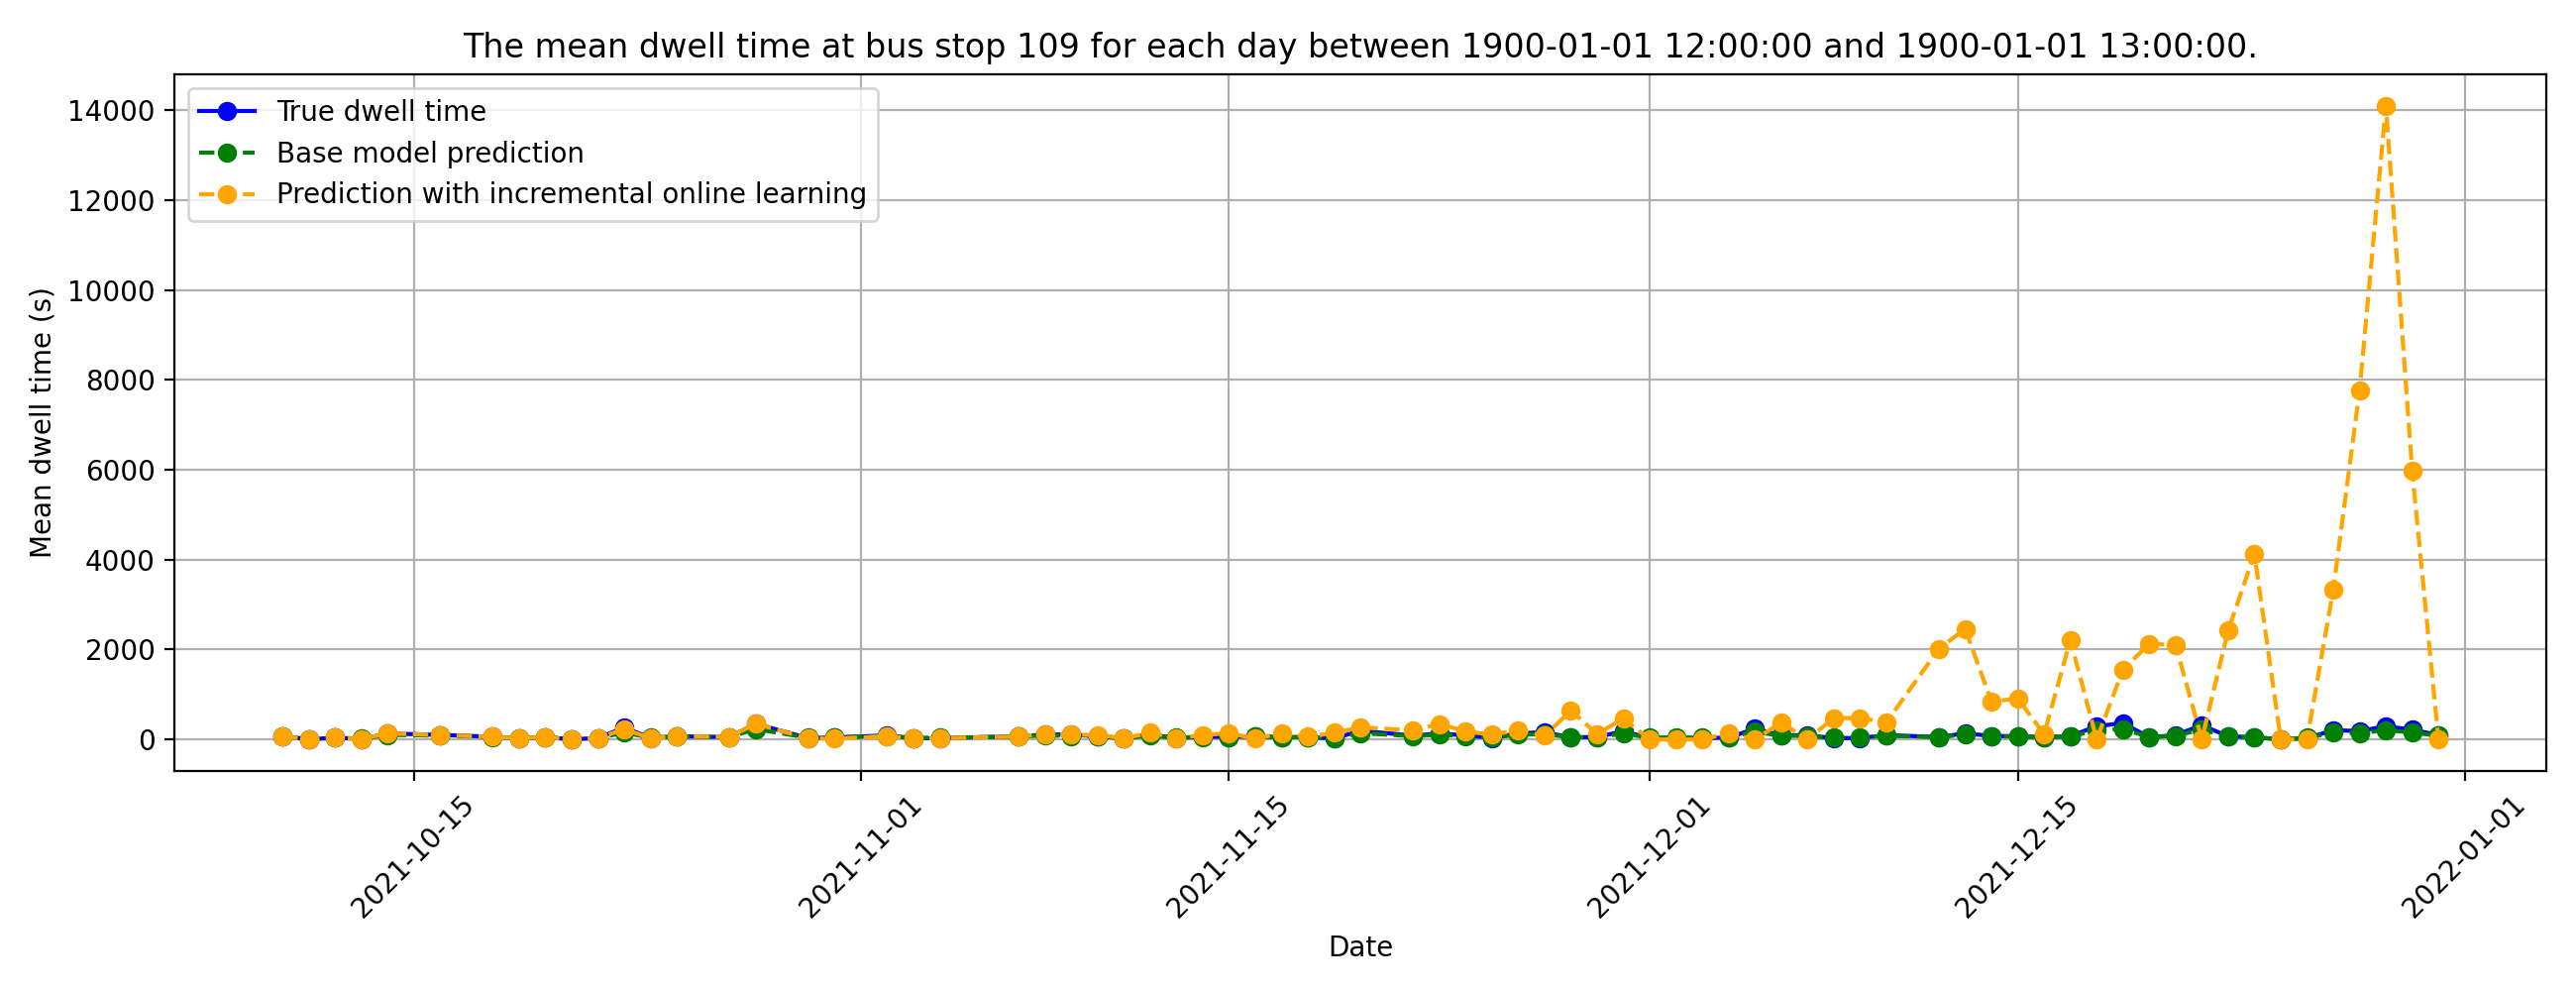 The mean dwell time at bus stop 109 for each day between 1900-01-01 12:00:00 and 1900-01-01 13:00:00.
True dwell time
Base model prediction
Prediction with incremental online learning
Mean dwell time (s)
14000
12000
10000
8000
6000
4000
2000
0
2021-10-15
2021-11-01
2021-11-15
2021-12-01
2021-12-15
2022-01-01
Date